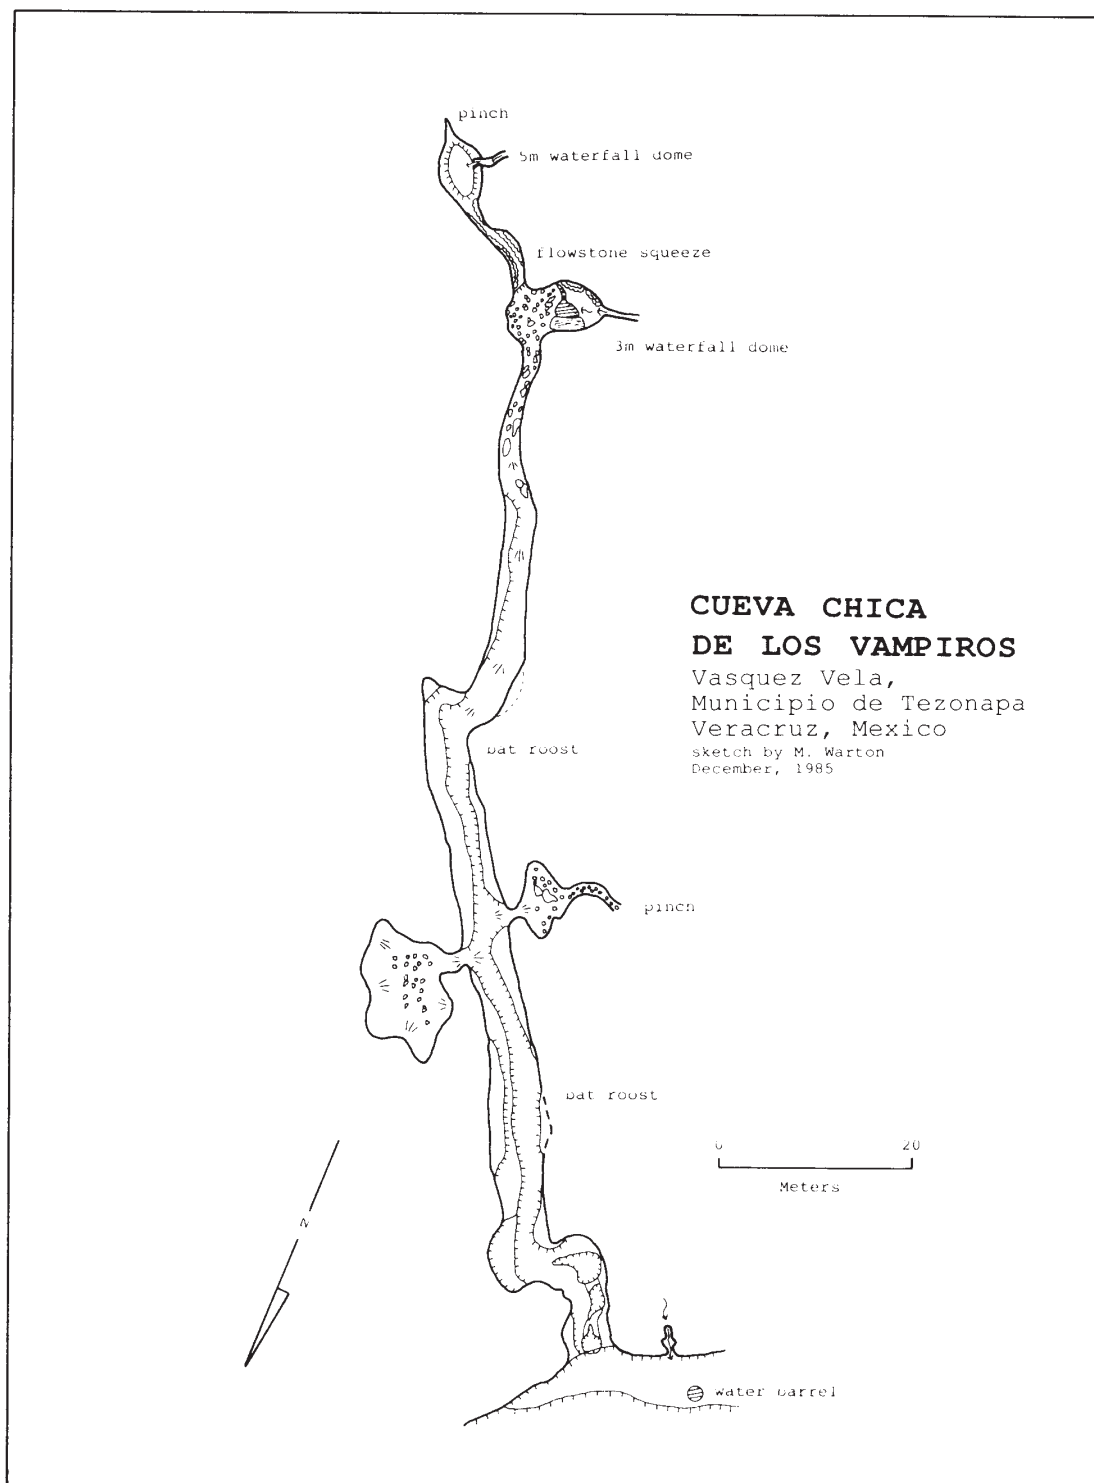 pinch
5m waterfall dome
flowstone squeeze
3m waterfall dome
CUEVA CHICA
DE LOS VAMPIROS
Vasquez Vela,
Municipio de Tezonapa
Veracruz, Mexico
sketch by M. Warton
December, 1985
bat roost
pinch
bat roost
0 20
Meters
N
water barrel